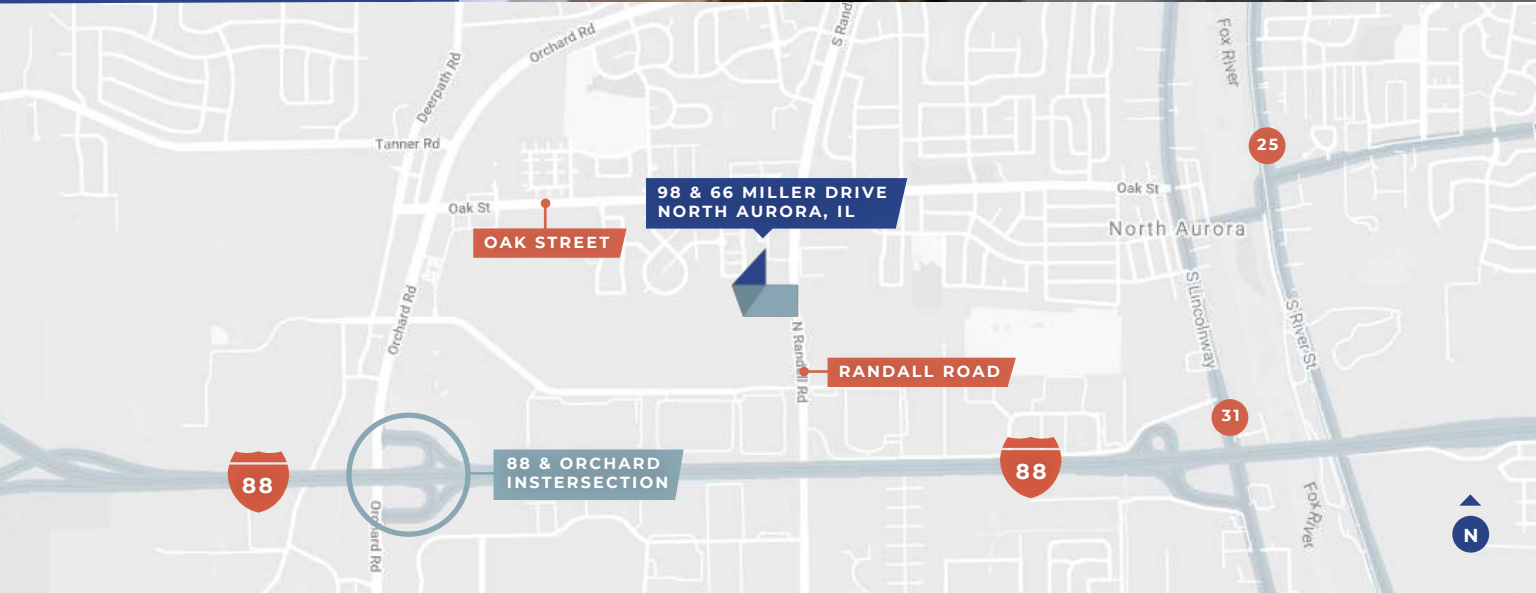 S Rand
Fox River
Orchard Rd
Deerpath Rd
Tanner Rd
25
98 & 66 MILLER DRIVE
NORTH AURORA, IL
Oak St
Oak St
North Aurora
OAK STREET
Orchard Rd
S Lincolnway
S River St
N Randall Rd
RANDALL ROAD
31
88 & ORCHARD
INSTERSECTION
88
88
Orchard Rd
Fox River
N